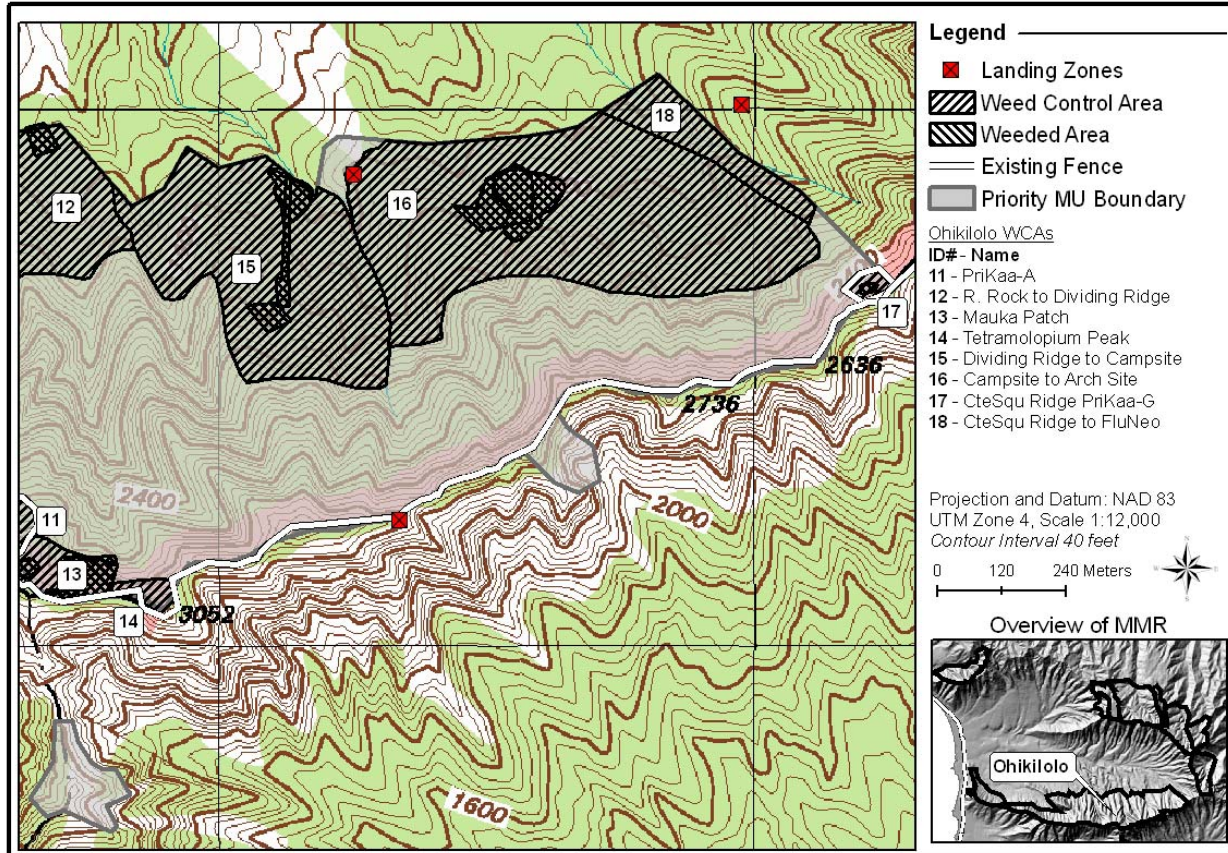 18
12
16
15
2400
17
2636
2736
2400
11
2000
13
14
3052
1600
Legend
Landing Zones
Weed Control Area
Weeded Area
Existing Fence
Priority MU Boundary
Ohikilolo WCAs
ID#- Name
11 - PriKaa-A
12 - R. Rock to Dividing Ridge
13 - Mauka Patch
14 - Tetramolopium Peak
15 - Dividing Ridge to Campsite
16 - Campsite to Arch Site
17 - CteSqu Ridge PriKaa-G
18 - CteSqu Ridge to FluNeo
Projection and Datum: NAD 83
UTM Zone 4, Scale 1:12,000
Contour Interval 40 feet
0 120 240 Meters
Overview of MMR
Ohikilolo